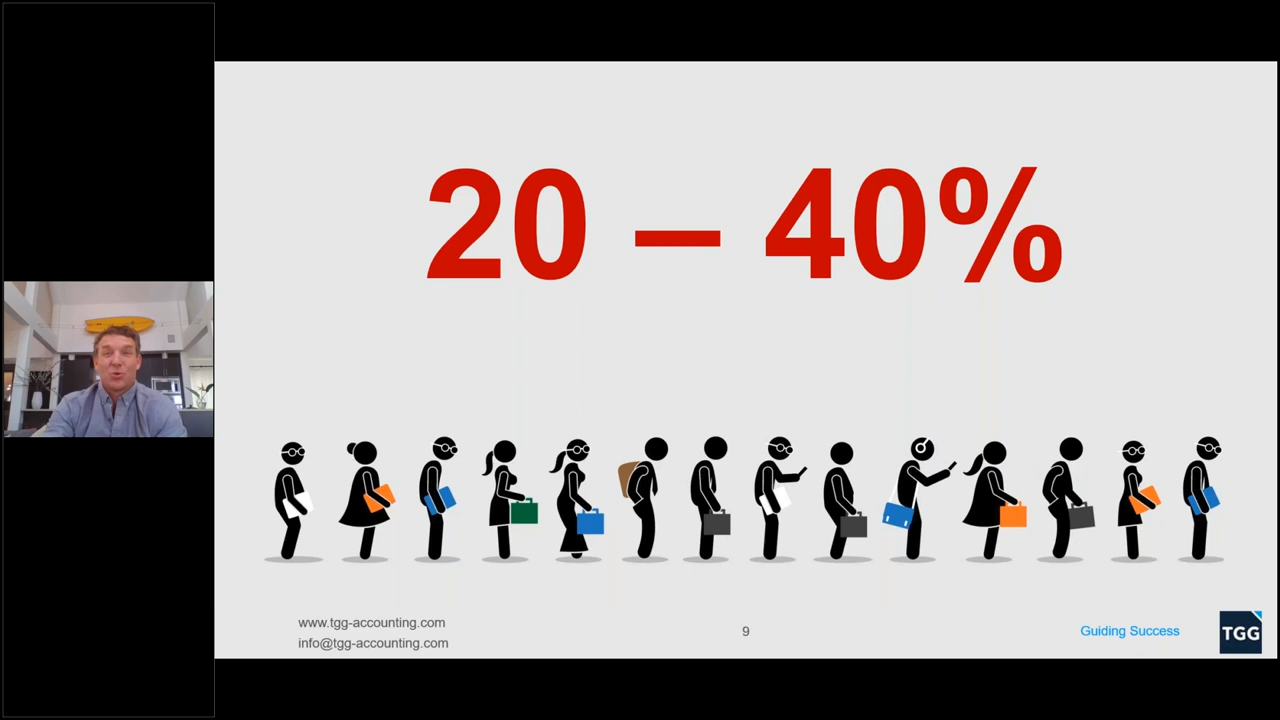 20 – 40%
www.tgg-accounting.com
info@tgg-accounting.com
9
Guiding Success
TGG